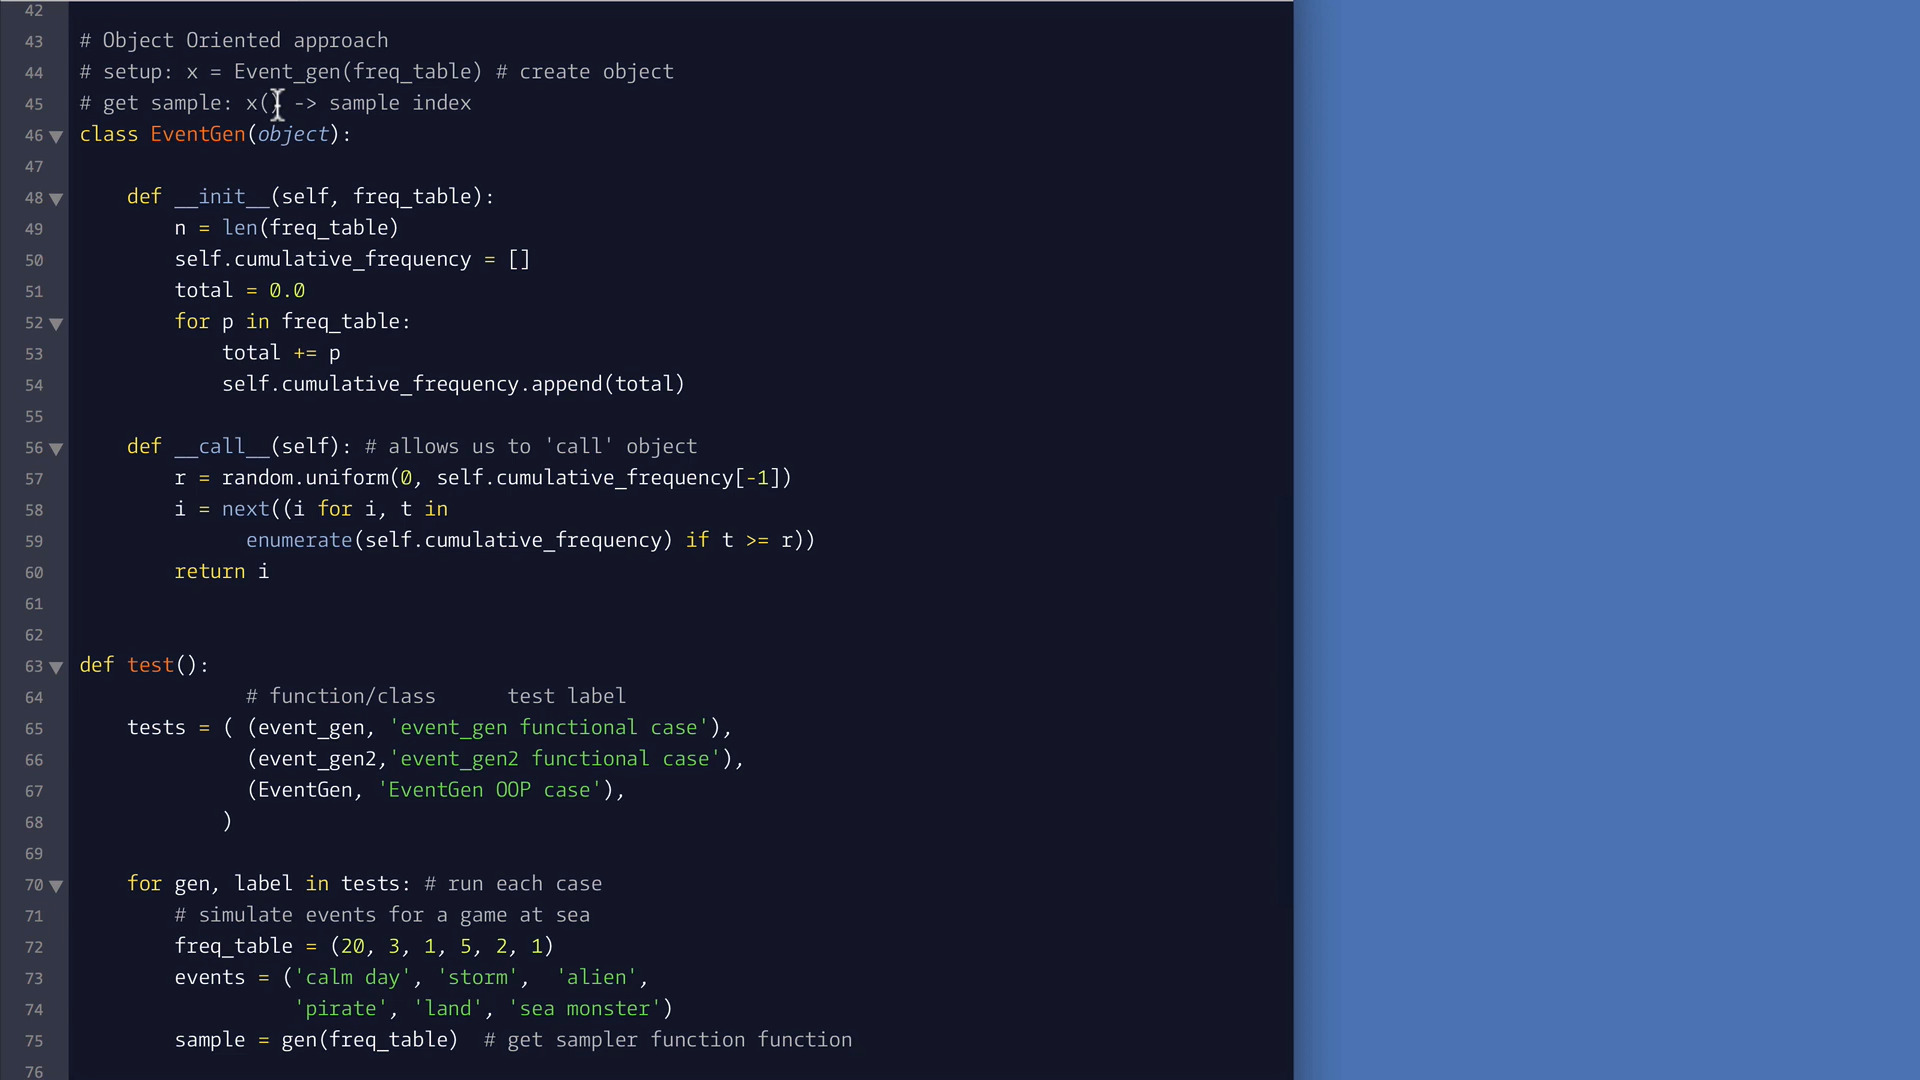 42
43 # Object Oriented approach
44 # setup: x = Event_gen(freq_table) # create object
45 # get sample: x() -> sample index
46 class EventGen(object):
47
48 def __init__(self, freq_table):
49 n = len(freq_table)
50 self.cumulative_frequency = []
51 total = 0.0
52 for p in freq_table:
53 total += p
54 self.cumulative_frequency.append(total)
55
56 def __call__(self): # allows us to 'call' object
57 r = random.uniform(0, self.cumulative_frequency[-1])
58 i = next((i for i, t in
59 enumerate(self.cumulative_frequency) if t >= r))
60 return i
61
62
63 def test():
64 # function/class test label
65 tests = ( (event_gen, 'event_gen functional case'),
66 (event_gen2,'event_gen2 functional case'),
67 (EventGen, 'EventGen OOP case'),
68 )
69
70 for gen, label in tests: # run each case
71 # simulate events for a game at sea
72 freq_table = (20, 3, 1, 5, 2, 1)
73 events = ('calm day', 'storm', 'alien',
74 'pirate', 'land', 'sea monster')
75 sample = gen(freq_table) # get sampler function function
76